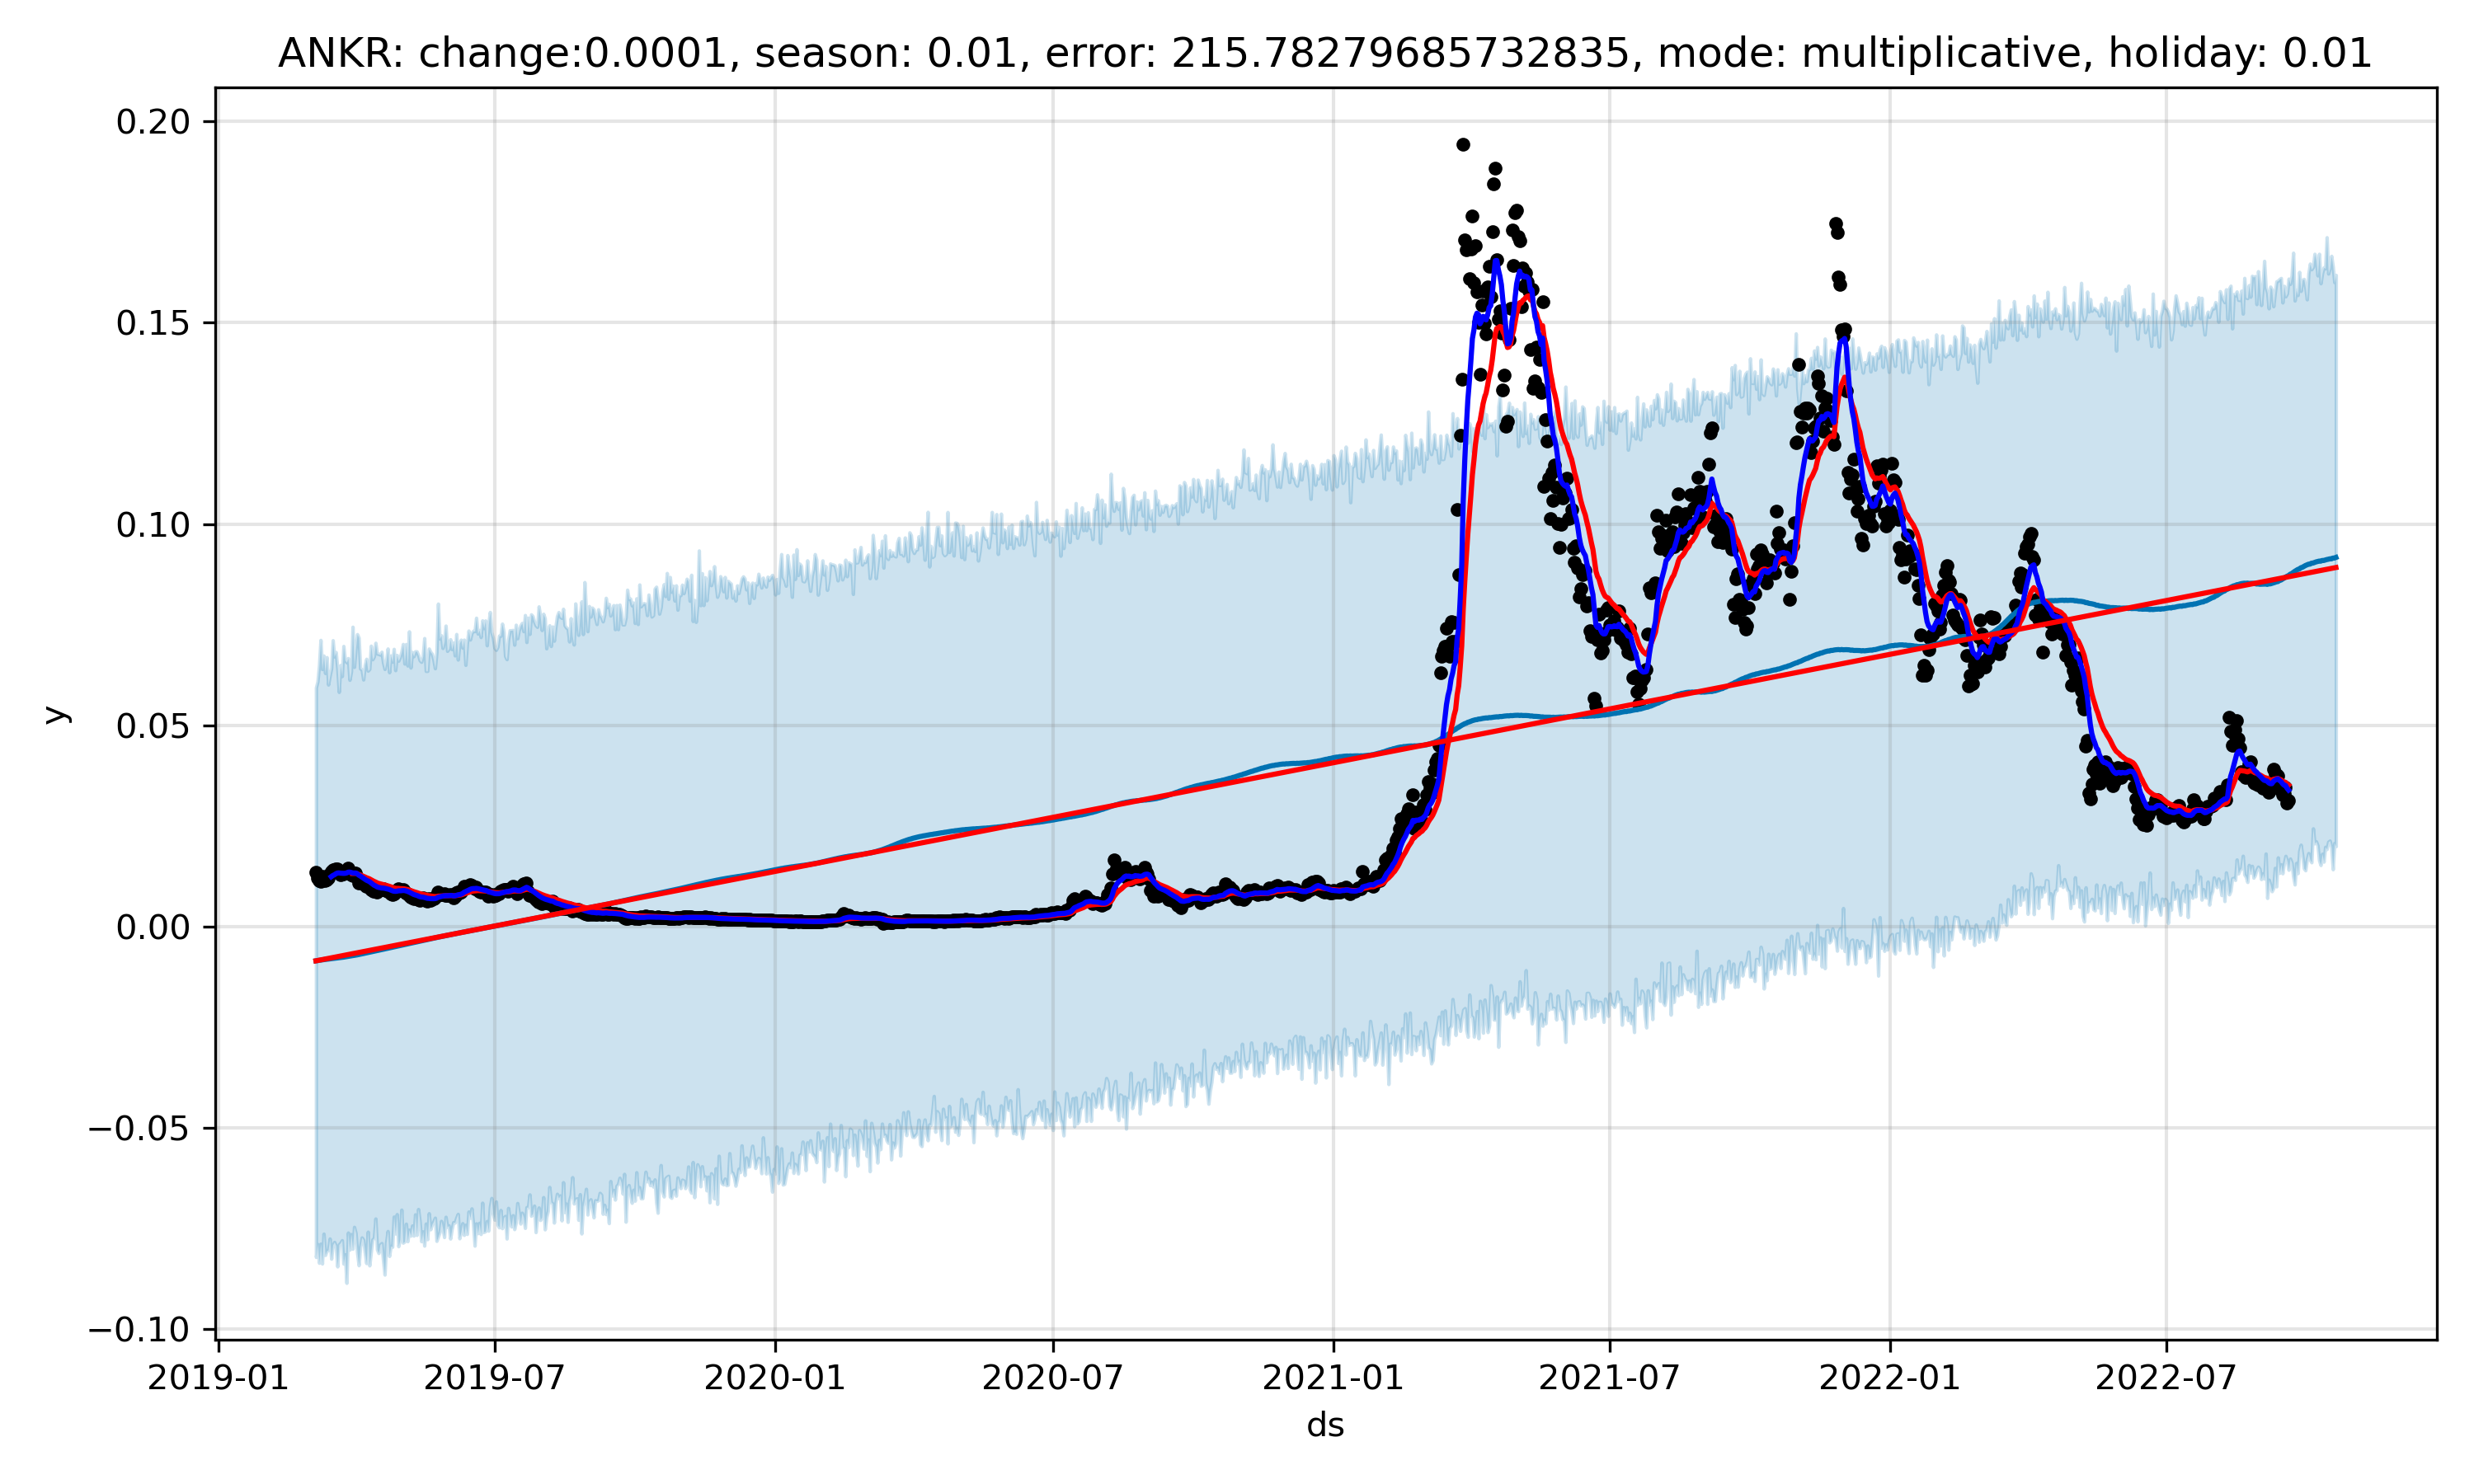 ANKR: change:0.0001, season: 0.01, error: 215.78279685732835, mode: multiplicative, holiday: 0.01
0.20
0.15
0.10
0.05
0.00
−0.05
−0.10
y
2019-01 2019-07 2020-01 2020-07 2021-01 2021-07 2022-01 2022-07
ds